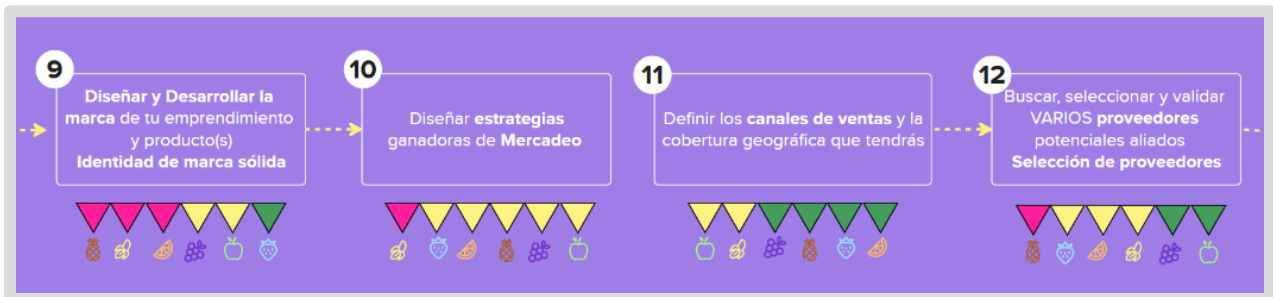 9
Diseñar y Desarrollar la
marca de tu emprendimiento
y producto(s)
Identidad de marca sólida
10
Diseñar estrategias
ganadoras de Mercadeo
11
Definir los canales de ventas y la
cobertura geográfica que tendrás
12
Buscar, seleccionar y validar
VARIOS proveedores
potenciales aliados
Selección de proveedores